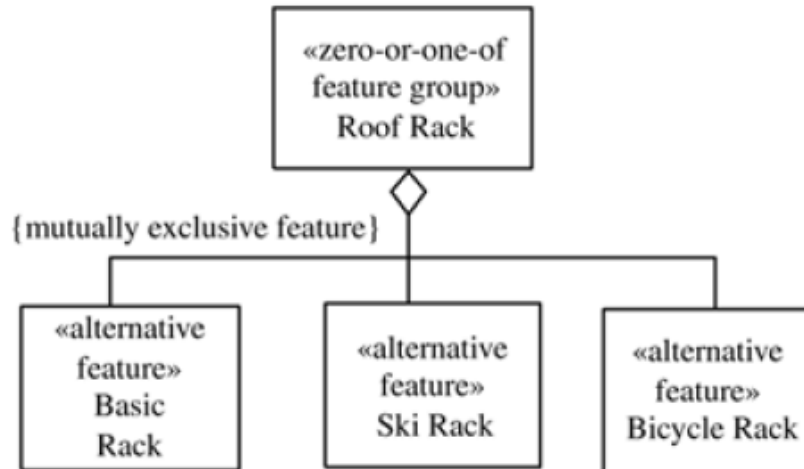 «zero-or-one-of
feature group»
Roof Rack
{mutually exclusive feature}
«alternative
feature»
Basic
Rack
«alternative
feature»
Ski Rack
«alternative
feature»
Bicycle Rack